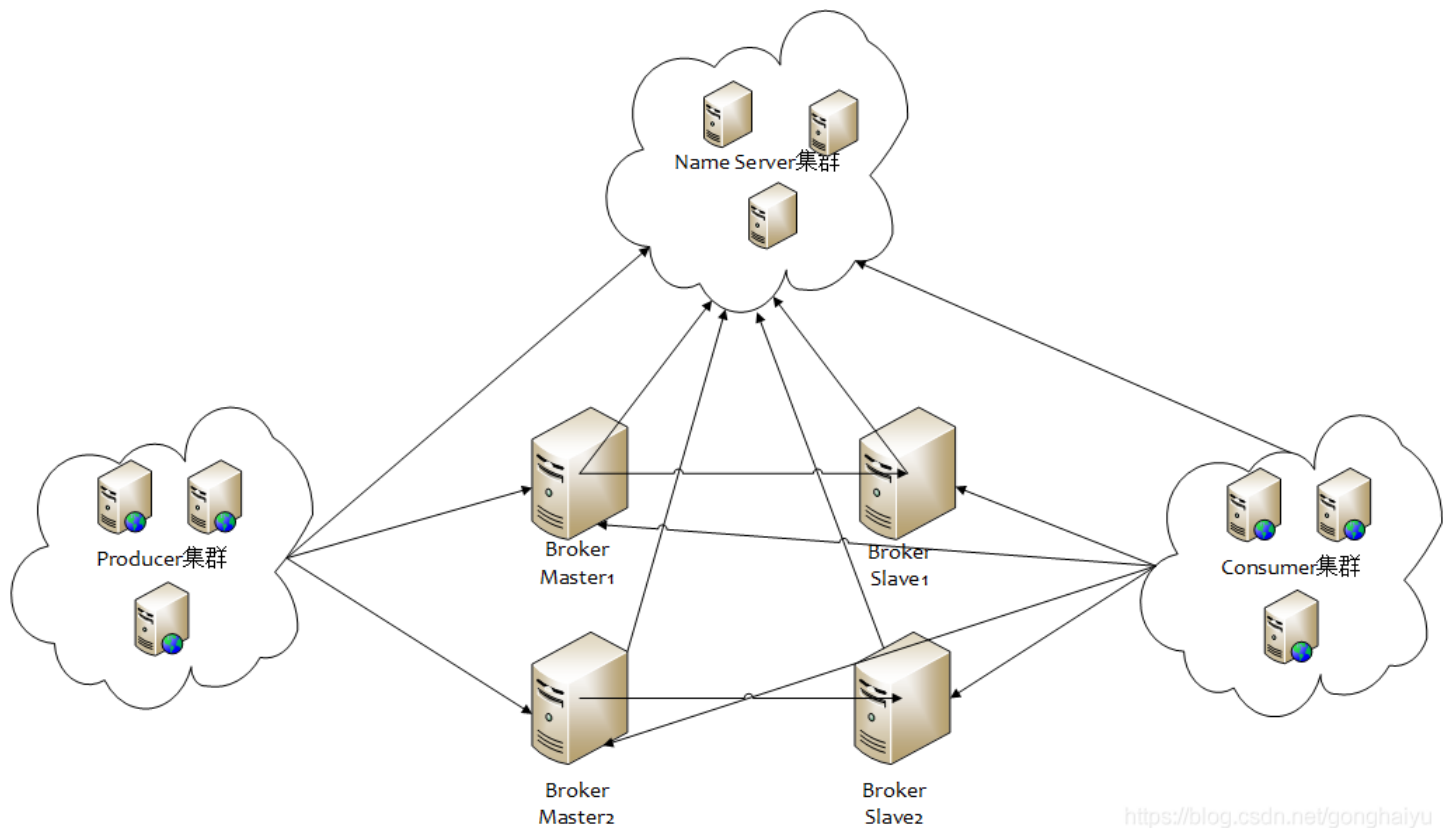 Name Server集群
Producer集群
Broker
Master1
Broker
Slave1
Consumer集群
Broker
Master2
Broker
Slave2
https://blog.csdn.net/gonghaiyu